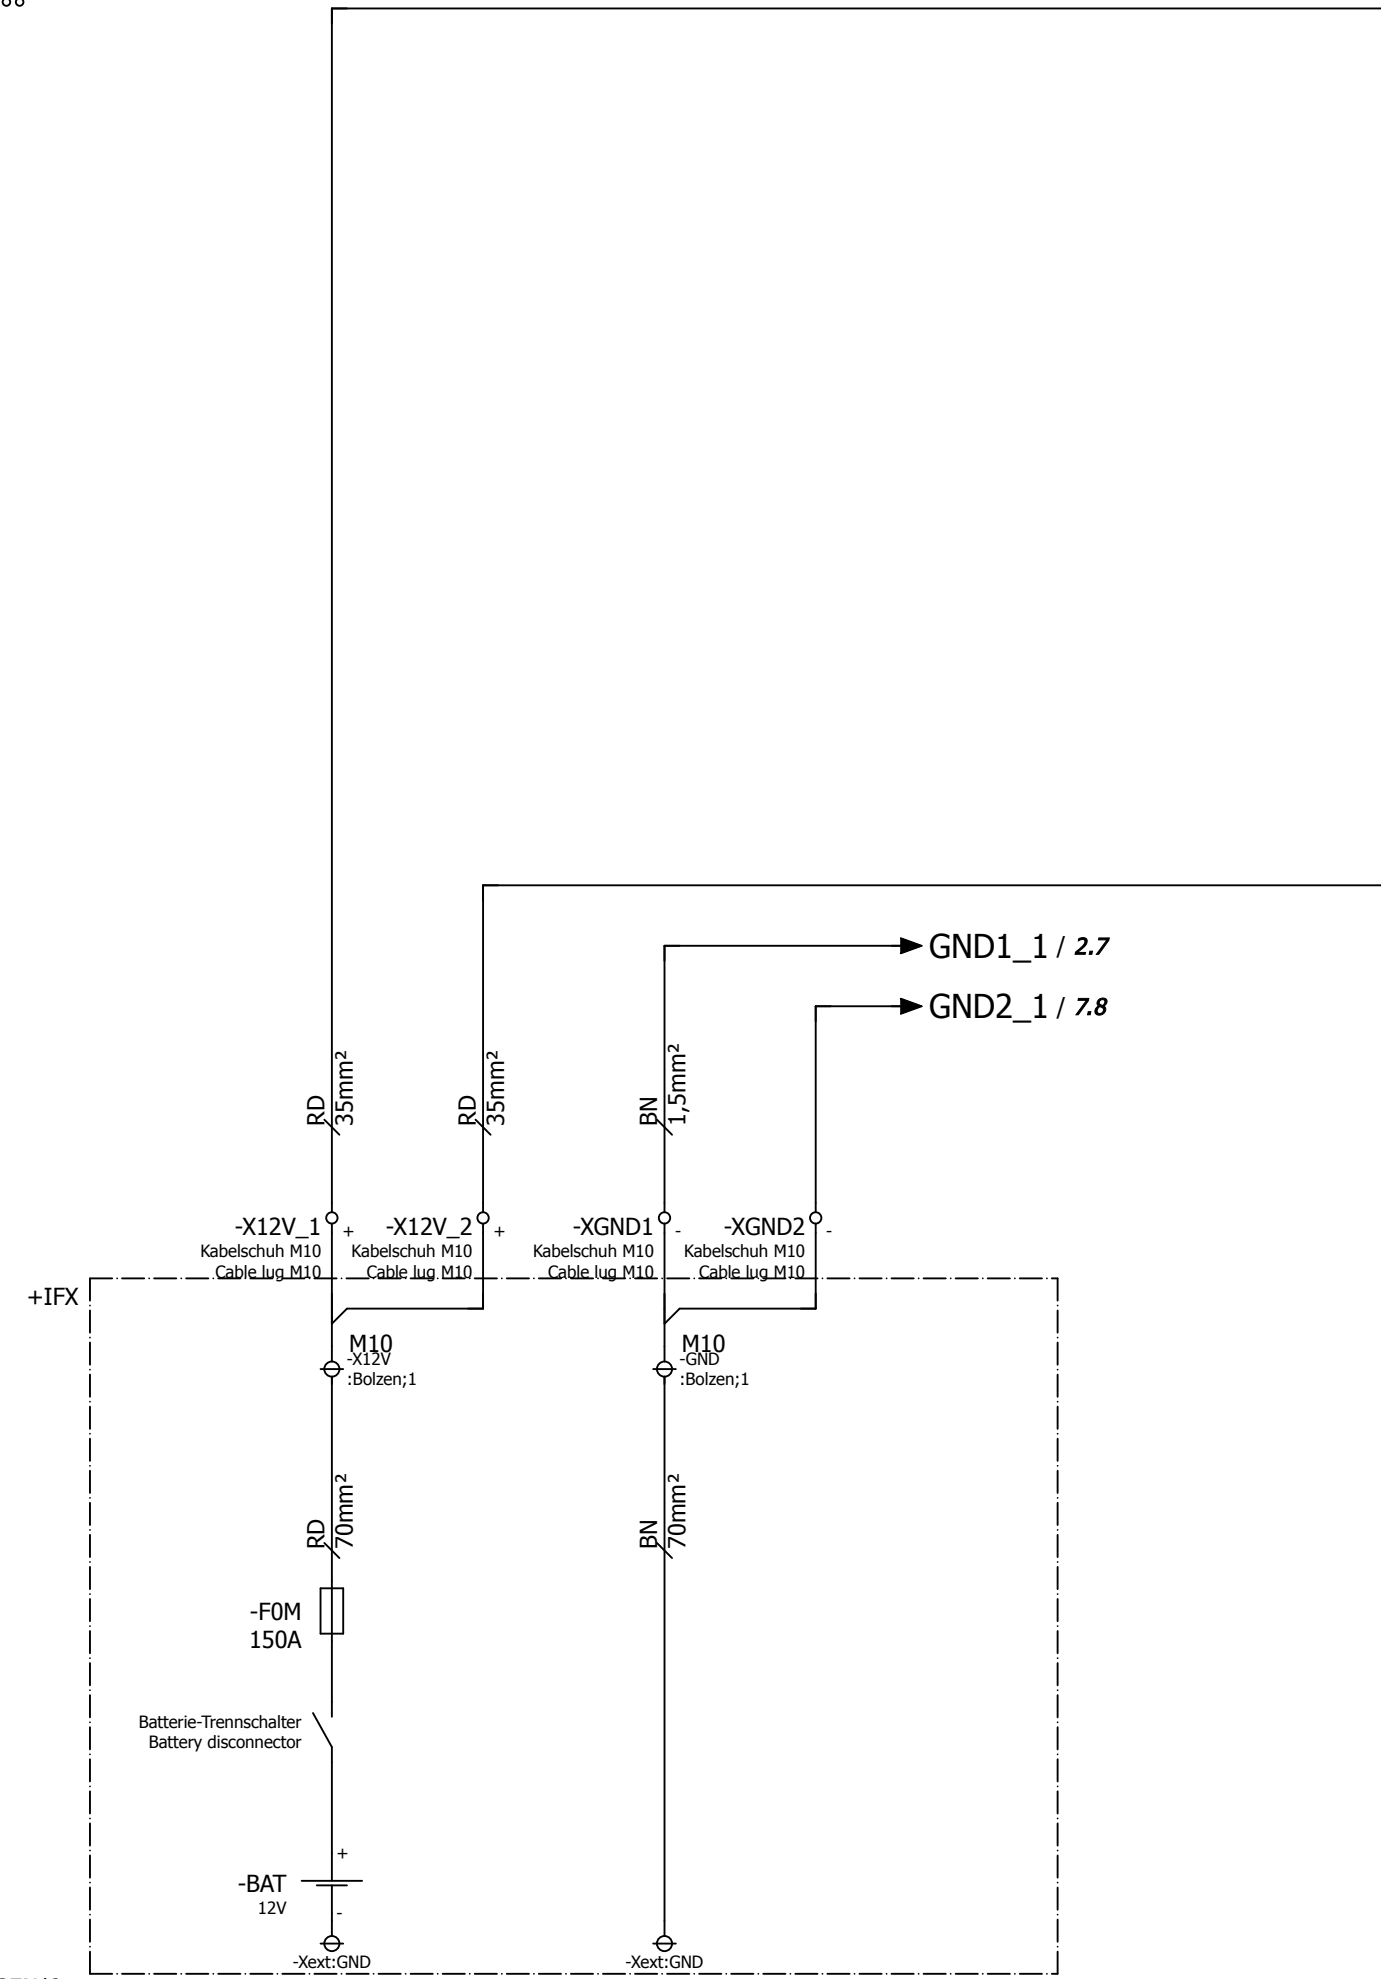 GND1_1 / 2.7
GND2_1 / 7.8
RD
35mm²
RD
35mm²
BN
1,5mm²
-X12V_1
+
Kabelschuh M10
Cable lug M10
-X12V_2
+
Kabelschuh M10
Cable lug M10
-XGND1
-
Kabelschuh M10
Cable lug M10
-XGND2
-
Kabelschuh M10
Cable lug M10
+IFX
M10
-X12V
:Bolzen;1
M10
-GND
:Bolzen;1
RD
70mm²
BN
70mm²
-F0M
150A
Batterie-Trennschalter
Battery disconnector
+
-BAT
12V
-
-Xext:GND
-Xext:GND